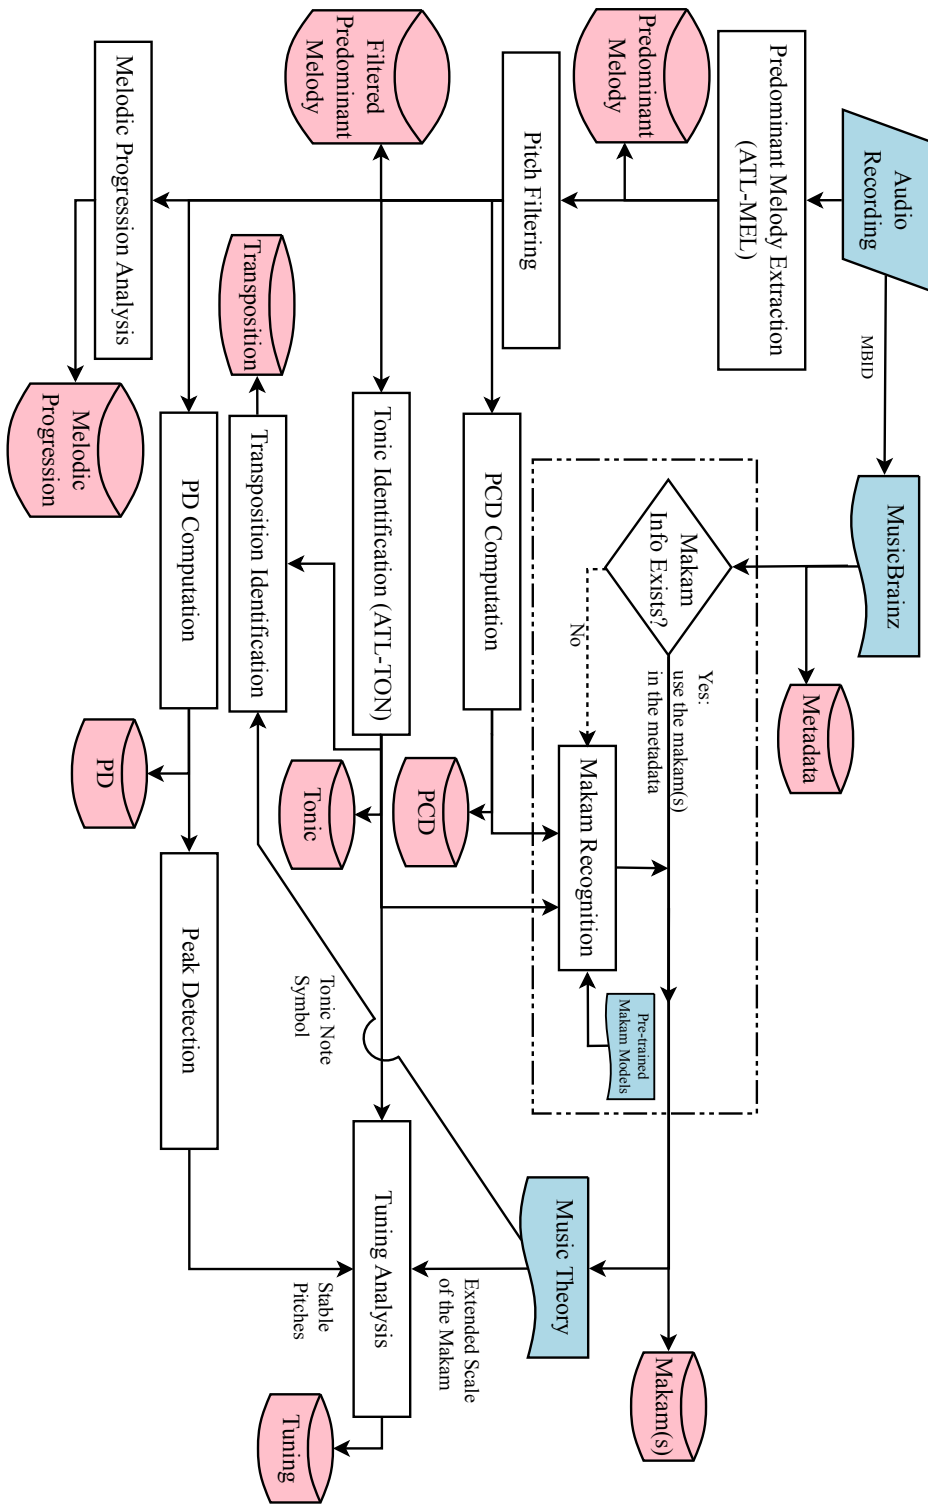 Audio
Recording
MBID
MusicBrainz
Metadata
Predominant Melody Extraction
(ATL-MEL)
Predominant
Melody
Makam
Info Exists?
Yes:
use the makam(s)
in the metadata
No
Makam Recognition
Pre-trained
Makam Models
Makam(s)
Pitch Filtering
Filtered
Predominant
Melody
PCD Computation
PCD
Music Theory
Extended Scale
of the Makam
Tonic Identification (ATL-TON)
Tonic
Tonic Note
Symbol
Tuning Analysis
Stable
Pitches
Tuning
Transposition
Transposition Identification
PD Computation
PD
Peak Detection
Melodic Progression Analysis
Melodic
Progression